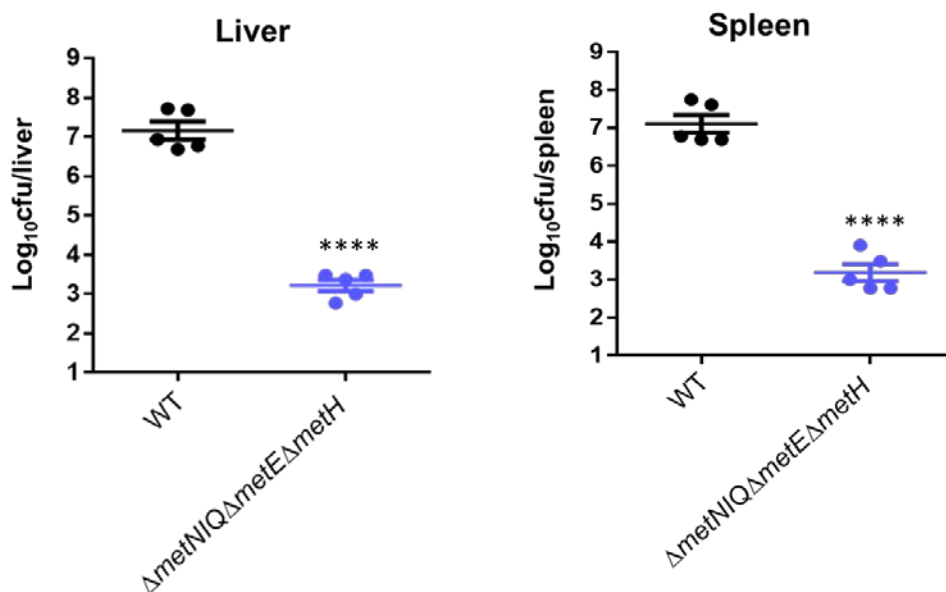 Liver
Log₁₀cfu/liver
9
8
7
6
5
4
3
2
1
****
WT
ΔmetNIQΔmetEΔmetH
Spleen
Log₁₀cfu/spleen
9
8
7
6
5
4
3
2
1
****
WT
ΔmetNIQΔmetEΔmetH